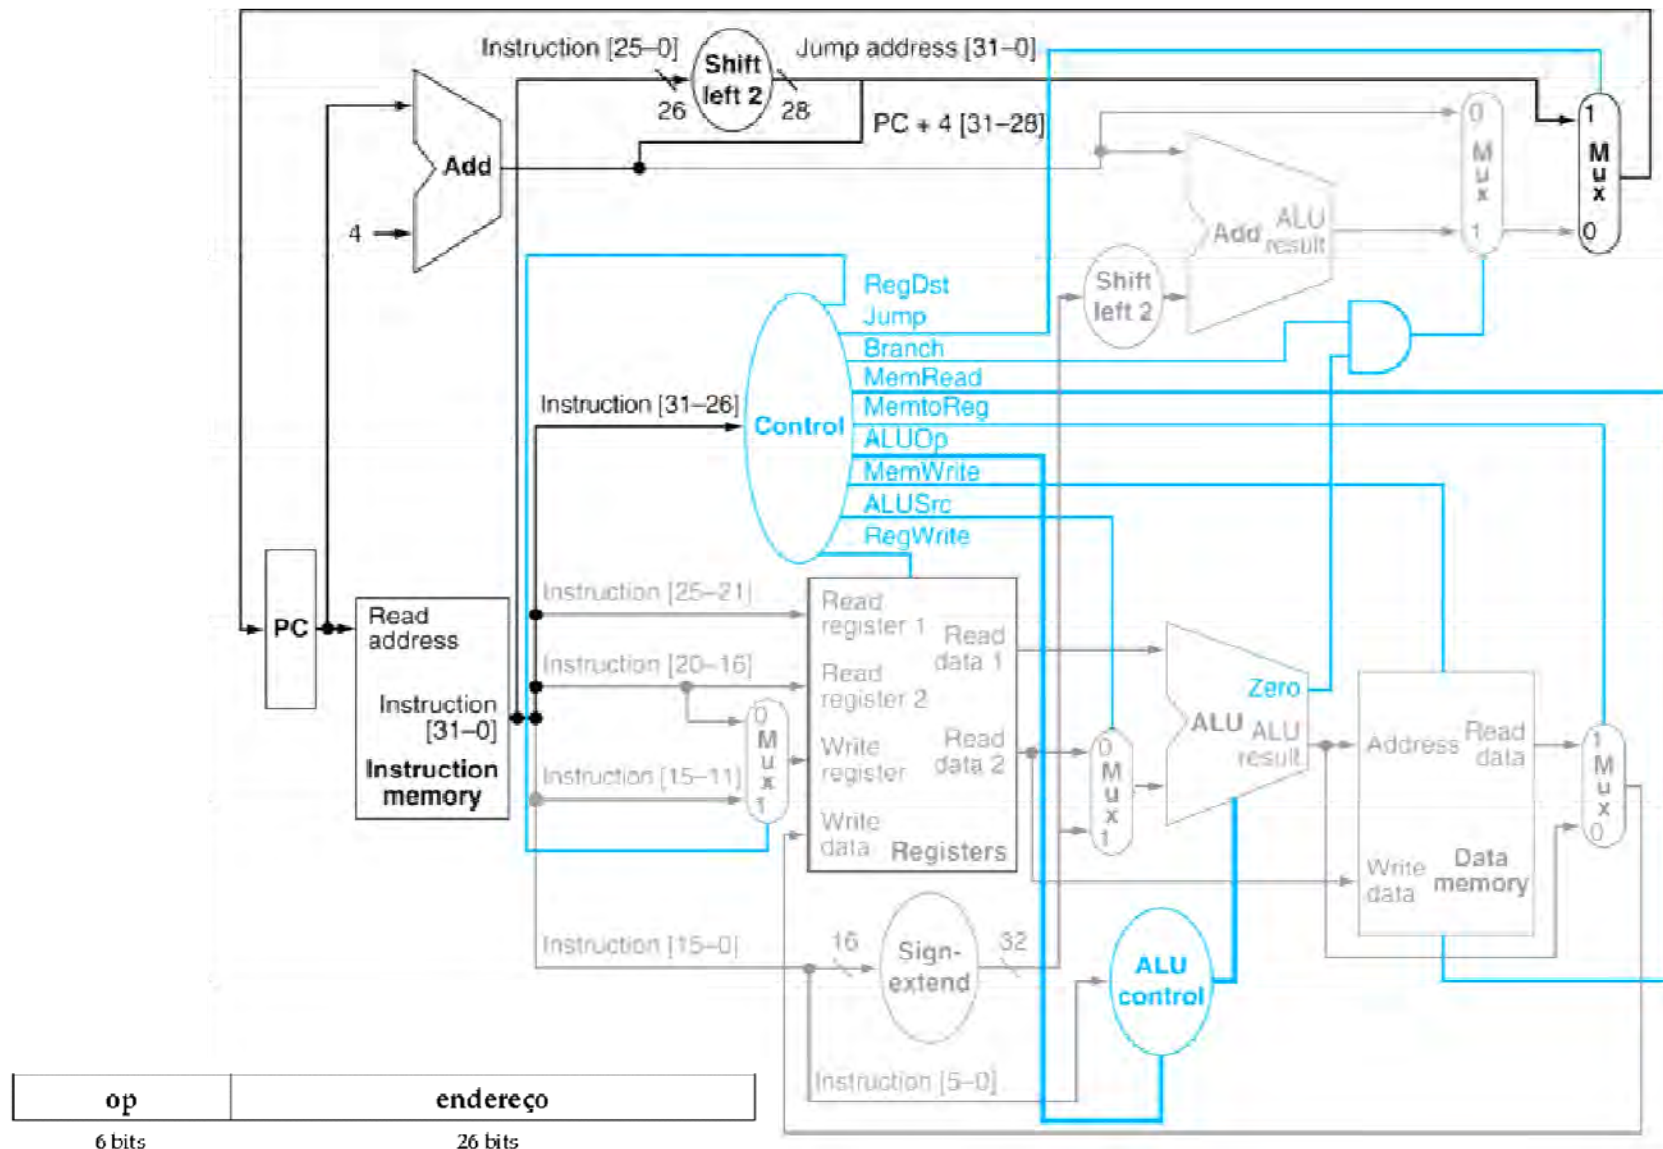 Instruction [25–0]
Shift
left 2
Jump address [31–0]
26
28
PC + 4 [31–28]
Add
4
0
M
u
x
1
1
M
u
x
0
Add
ALU
result
Shift
left 2
RegDst
Jump
Branch
MemRead
MemtoReg
ALUOp
MemWrite
ALUSrc
RegWrite
Control
Instruction [31–26]
PC
Read
address
Instruction
[31–0]
Instruction
memory
Instruction [25–21]
Instruction [20–16]
Instruction [15–11]
0
M
u
x
1
Read
register 1
Read
register 2
Write
register
Write
data
Read
data 1
Read
data 2
Registers
0
M
u
x
1
Zero
ALU
ALU
result
Address
Read
data
Write
data
Data
memory
1
M
u
x
0
Instruction [15–0]
16
Sign-
extend
32
ALU
control
Instruction [5–0]
op
endereço
6 bits
26 bits